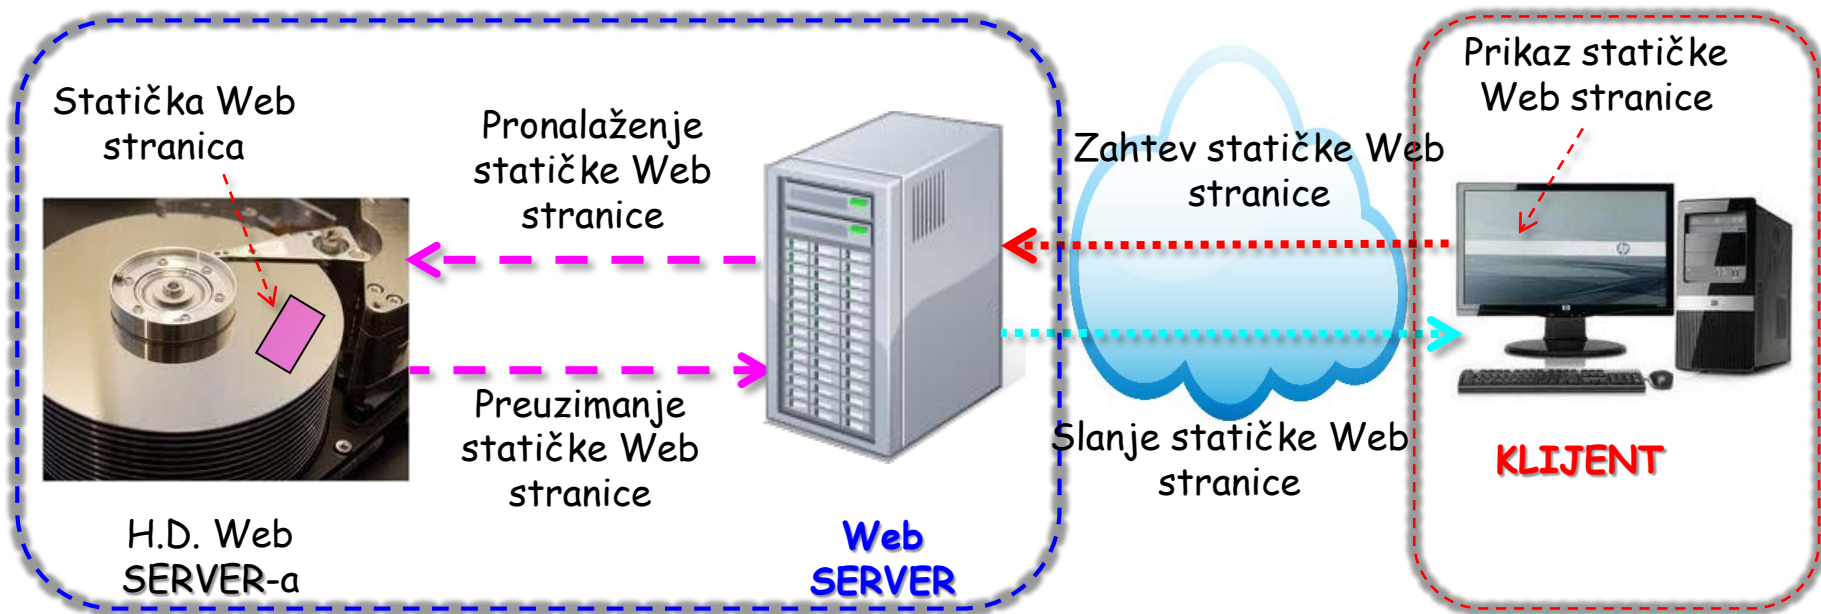 Statička Web
stranica
Pronalaženje
statičke Web
stranice
Preuzimanje
statičke Web
stranice
H.D. Web
SERVER-a
Web
SERVER
Zahtev statičke Web
stranice
Slanje statičke Web
stranice
Prikaz statičke
Web stranice
KLIJENT